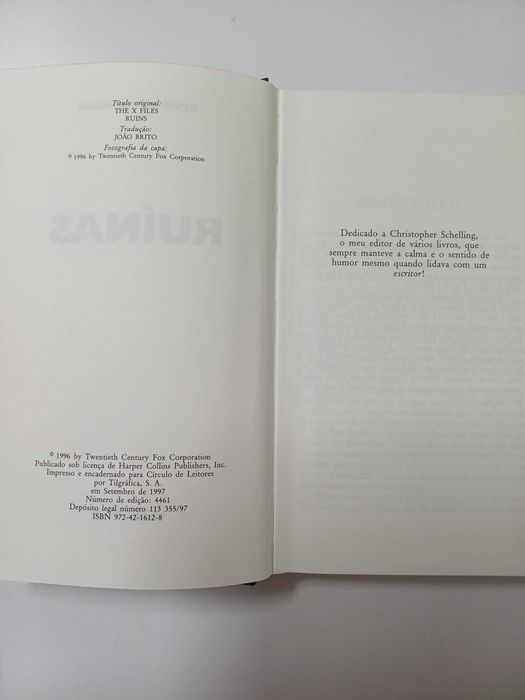 Título original:
THE X FILES
RUINS
Tradução:
JOÃO BRITO
Fotografia da capa:
© 1996 by Twentieth Century Fox Corporation
RUÍNAS
© 1996 by Twentieth Century Fox Corporation
Publicado sob licença de Harper Collins Publishers, Inc.
Impresso e encadernado para Círculo de Leitores
por Tilgráfica, S. A.
em Setembro de 1997
Número de edição: 4461
Depósito legal número 113 355/97
ISBN 972-42-1612-8
AGRADECIMENTOS
Dedicado a Christopher Schelling,
o meu editor de vários livros, que
sempre manteve a calma e o sentido de
humor mesmo quando lidava com um
escritor!